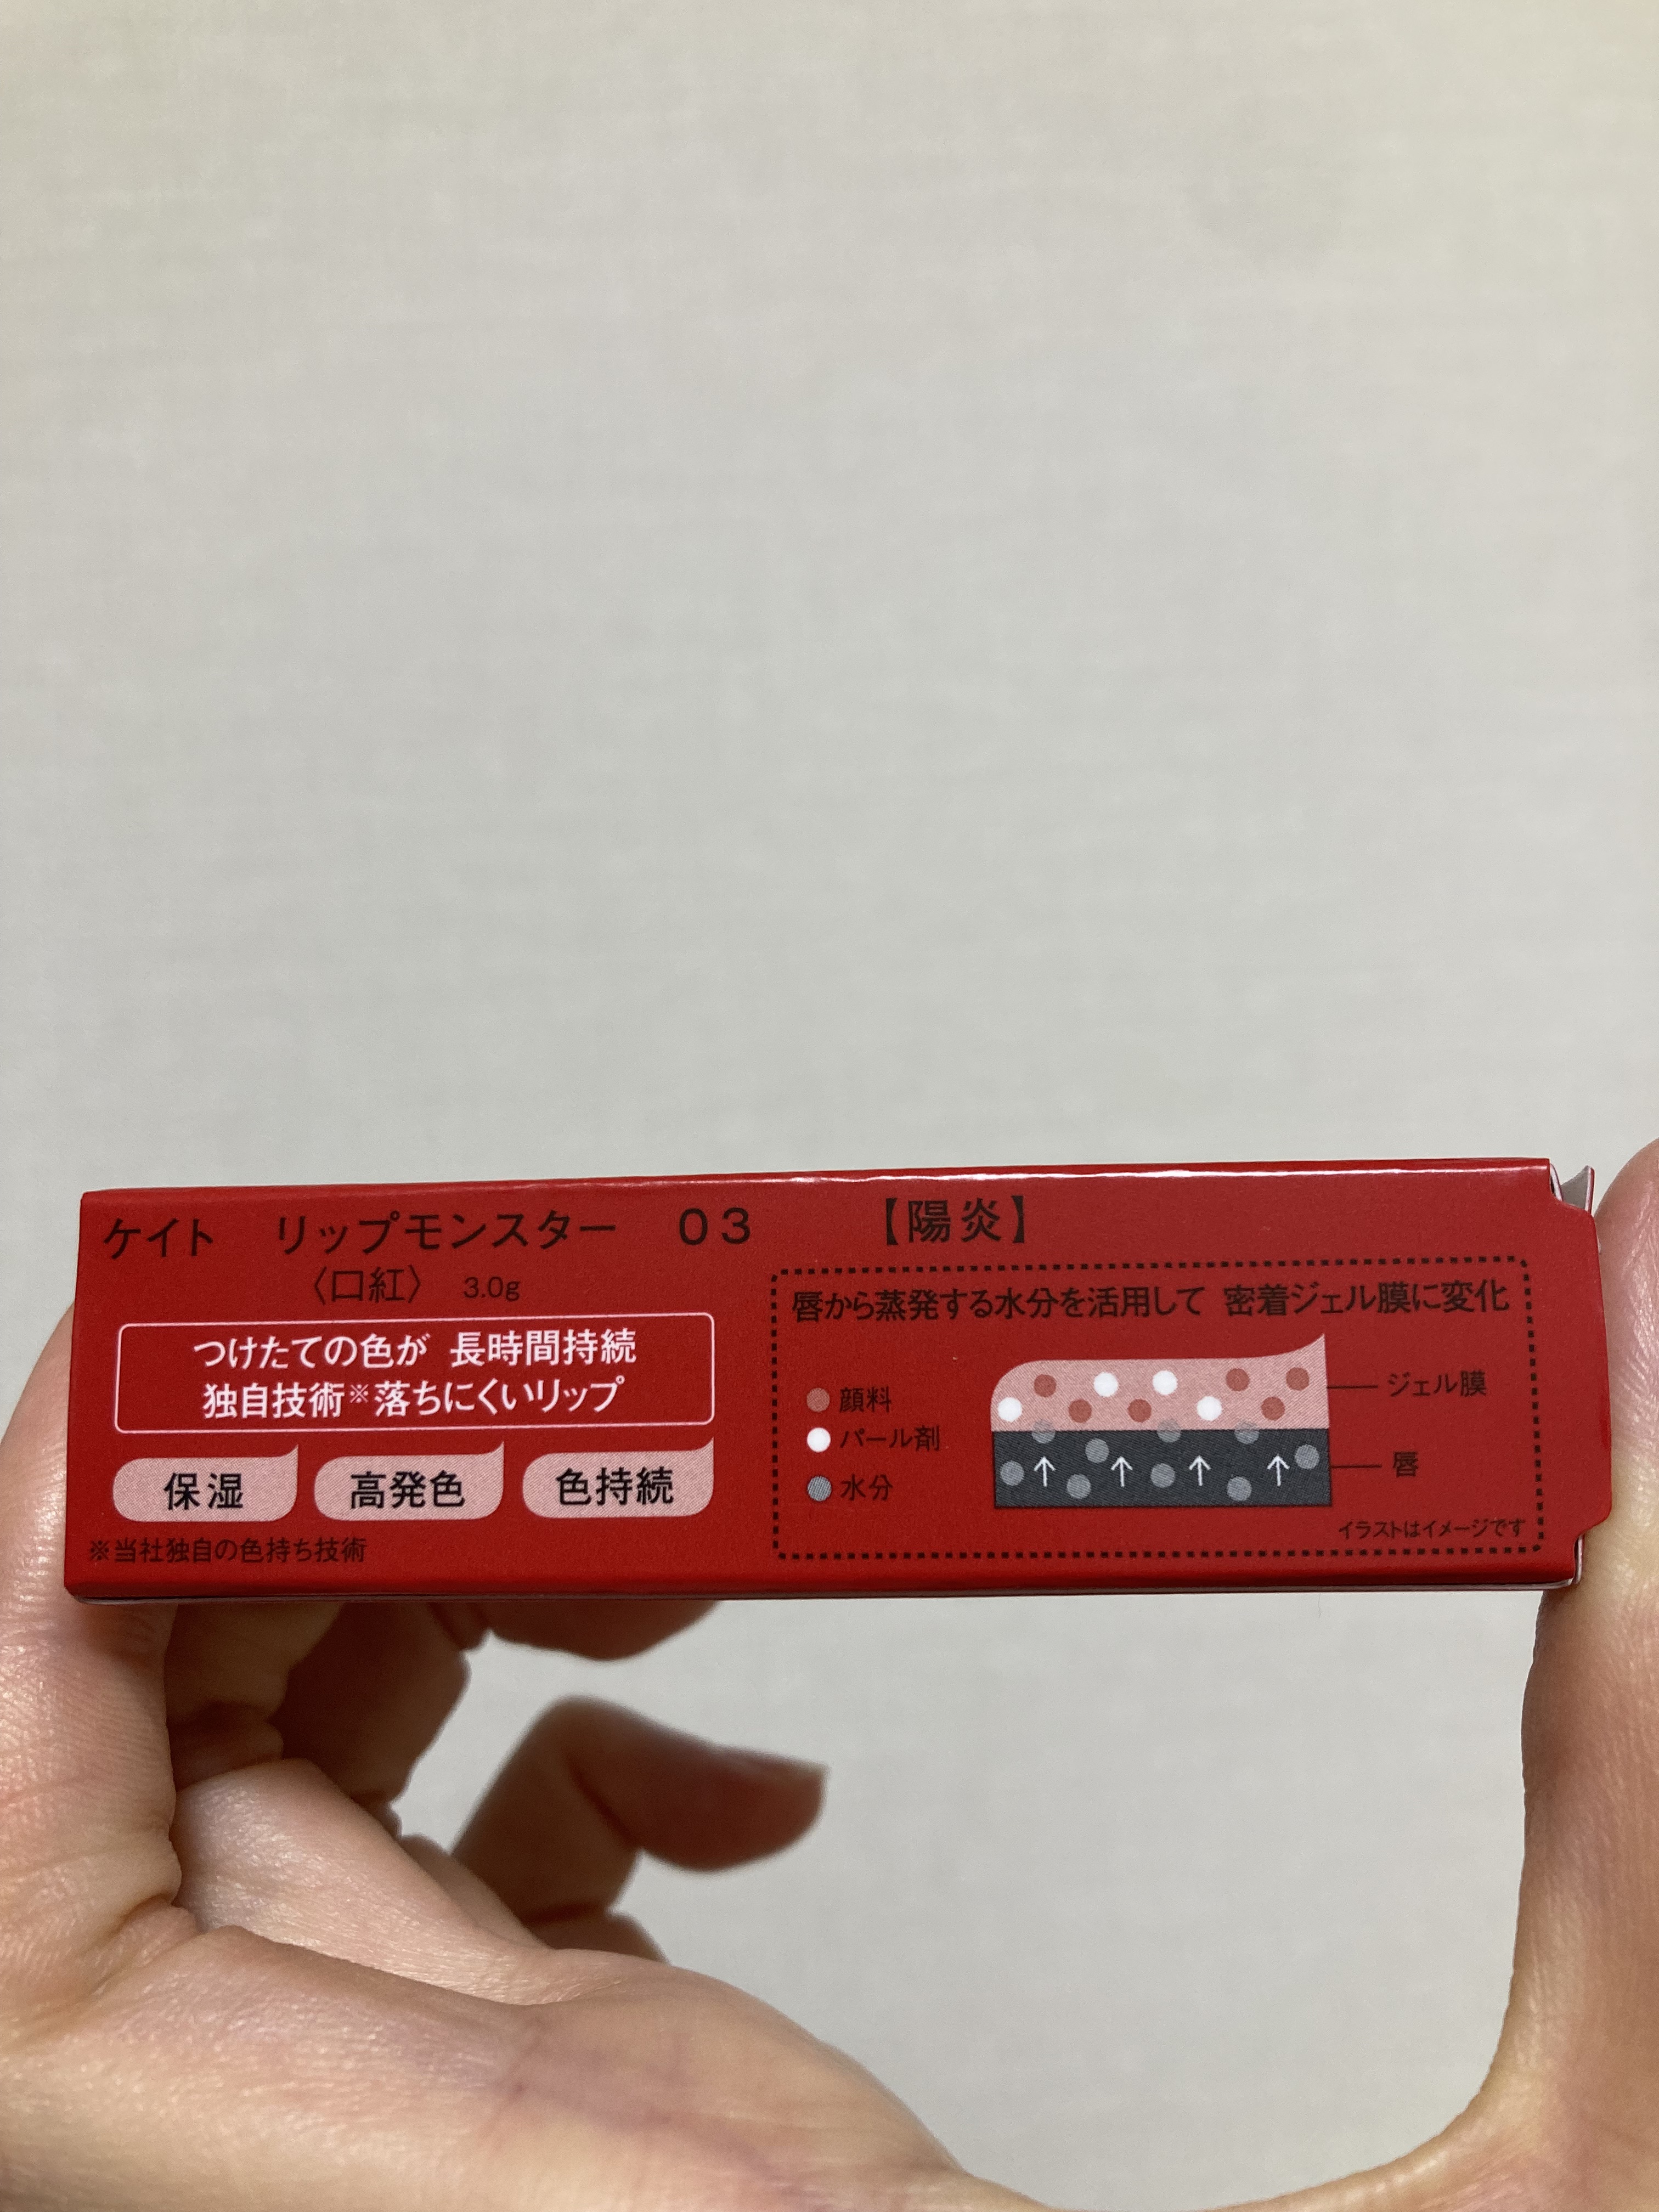 ケイト リップモンスター 03 【陽炎】
〈口紅〉 3.0g
つけたての色が 長時間持続
独自技術※落ちにくいリップ
保湿
高発色
色持続
※当社独自の色持ち技術
唇から蒸発する水分を活用して 密着ジェル膜に変化
顔料
パール剤
水分
ジェル膜
唇
イラストはイメージです